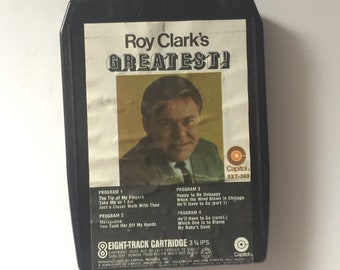 Roy Clark's
GREATEST!
Capitol
8XT-369
PROGRAM 1
The Tip of My Fingers
Take Me as I Am
Just a Closer Walk With Thee
PROGRAM 2
Malaguena
You Took Her Off My Hands
PROGRAM 3
Happy to Be Unhappy
When the Wind Blows in Chicago
He'll Have to Go (part 1)
PROGRAM 4
He'll Have to Go (concl.)
Which One is to Blame
My Baby's Gone
8 EIGHT-TRACK CARTRIDGE 3¾ IPS
Capitol